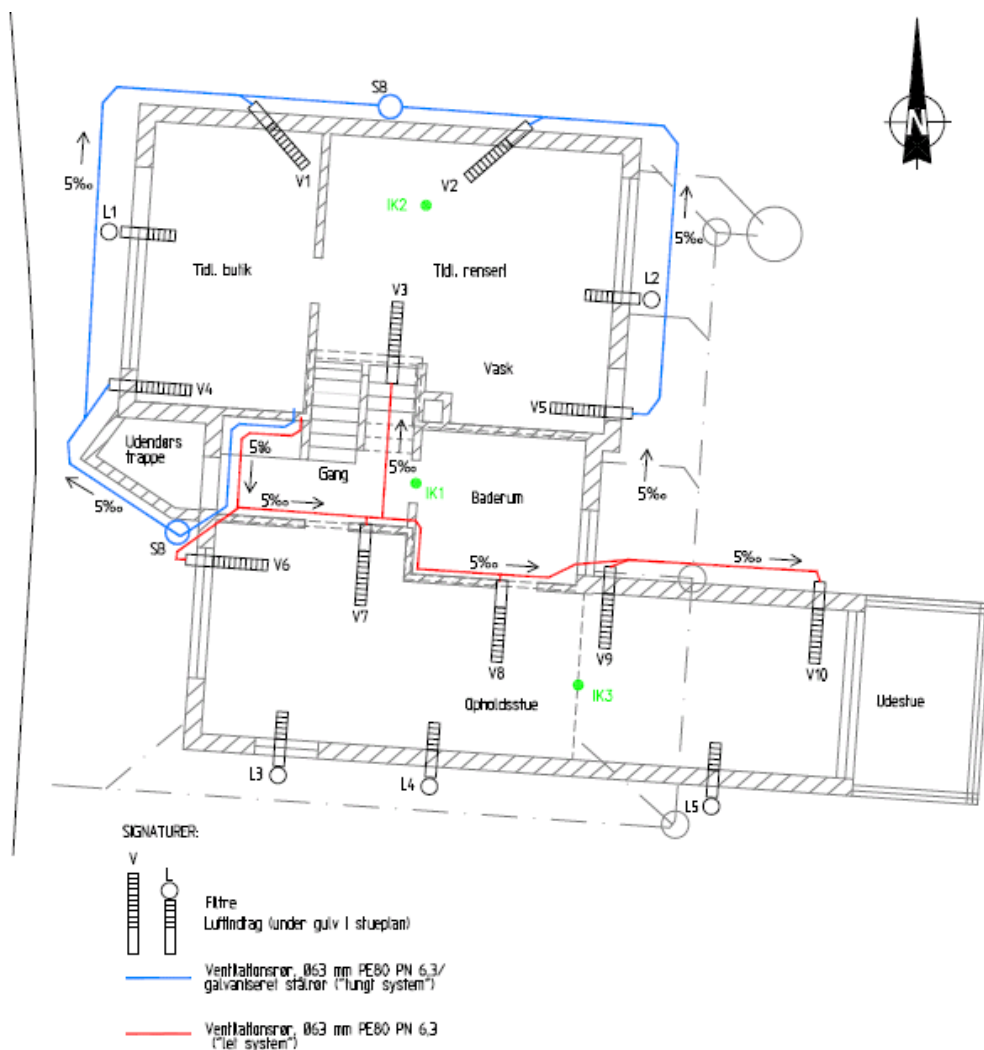 SB
N
V1
V2
5‰
IK2
L1
5‰
Tidl. butik
Tidl. renseri
L2
V3
Vask
V4
V5
Udendørs
trappe
5%
Gang
5‰
5‰
IK1
Baderum
5‰
5‰
5‰
SB
V6
5‰
5‰
V7
V8
V9
V10
IK3
Opholdsstue
Udestue
L3
L4
L5
SIGNATURER:
V
L
Filtre
Luftindtag (under gulv i stueplan)
Ventilationsrør, Ø63 mm PE80 PN 6,3/
galvaniseret stålrør ("tungt system")
Ventilationsrør, Ø63 mm PE80 PN 6,3
("let system")